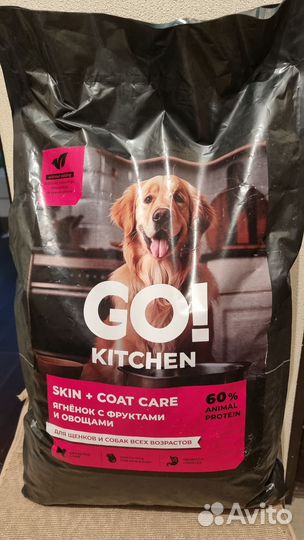 GO!
KITCHEN
SKIN + COAT CARE
ЯГНЁНОК С ФРУКТАМИ
И ОВОЩАМИ
60%
ANIMAL
PROTEIN
ДЛЯ ЩЕНКОВ И СОБАК ВСЕХ ВОЗРАСТОВ
Avito